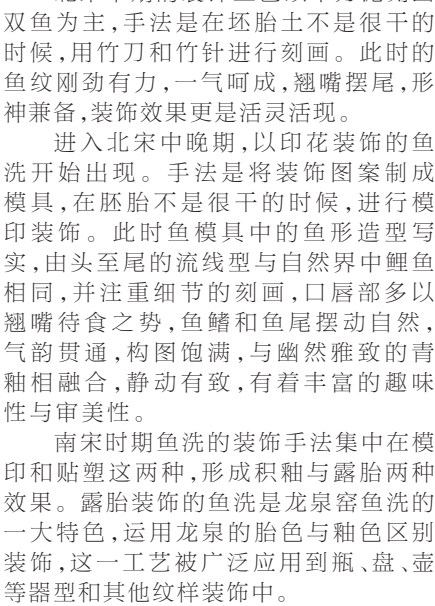 双鱼为主,手法是在坯胎土不是很干的
时候,用竹刀和竹针进行刻画。此时的
鱼纹刚劲有力,一气呵成,翘嘴摆尾,形
神兼备,装饰效果更是活灵活现。
进入北宋中晚期,以印花装饰的鱼
洗开始出现。手法是将装饰图案制成
模具,在胚胎不是很干的时候,进行模
印装饰。此时鱼模具中的鱼形造型写
实,由头至尾的流线型与自然界中鲤鱼
相同,并注重细节的刻画,口唇部多以
翘嘴待食之势,鱼鳍和鱼尾摆动自然,
气韵贯通,构图饱满,与幽然雅致的青
釉相融合,静动有致,有着丰富的趣味
性与审美性。
南宋时期鱼洗的装饰手法集中在模
印和贴塑这两种,形成积釉与露胎两种
效果。露胎装饰的鱼洗是龙泉窑鱼洗的
一大特色,运用龙泉的胎色与釉色区别
装饰,这一工艺被广泛应用到瓶、盘、壶
等器型和其他纹样装饰中。